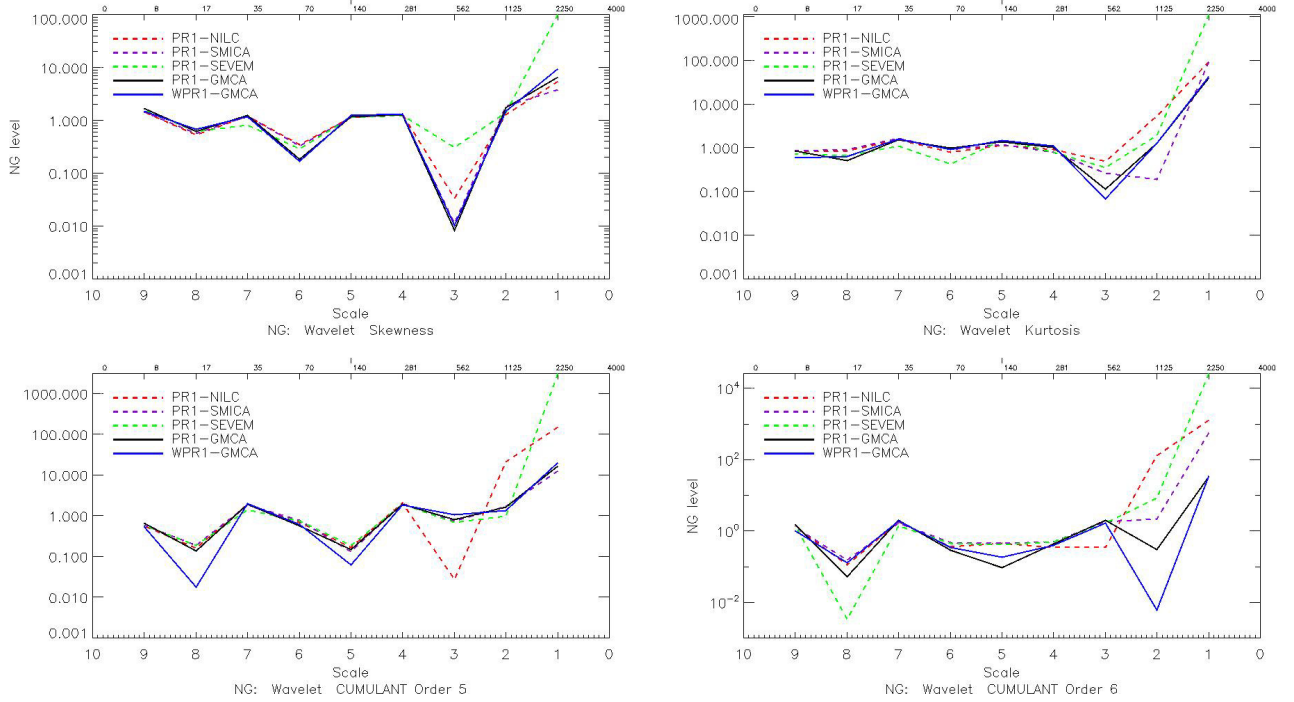 0 8 17 35 70 140 281 562 1125 2250 4000
100.000
10.000
1.000
0.100
0.010
0.001
NG level
PR1-NILC
PR1-SMICA
PR1-SEVEM
PR1-GMCA
WPR1-GMCA
10 9 8 7 6 5 4 3 2 1 0
Scale
NG: Wavelet Skewness
0 8 17 35 70 140 281 562 1125 2250 4000
1000.000
100.000
10.000
1.000
0.100
0.010
0.001
NG level
PR1-NILC
PR1-SMICA
PR1-SEVEM
PR1-GMCA
WPR1-GMCA
10 9 8 7 6 5 4 3 2 1 0
Scale
NG: Wavelet Kurtosis
0 8 17 35 70 140 281 562 1125 2250 4000
1000.000
100.000
10.000
1.000
0.100
0.010
0.001
NG level
PR1-NILC
PR1-SMICA
PR1-SEVEM
PR1-GMCA
WPR1-GMCA
10 9 8 7 6 5 4 3 2 1 0
Scale
NG: Wavelet CUMULANT Order 5
0 8 17 35 70 140 281 562 1125 2250 4000
10⁴
10²
10⁰
10⁻²
NG level
PR1-NILC
PR1-SMICA
PR1-SEVEM
PR1-GMCA
WPR1-GMCA
10 9 8 7 6 5 4 3 2 1 0
Scale
NG: Wavelet CUMULANT Order 6